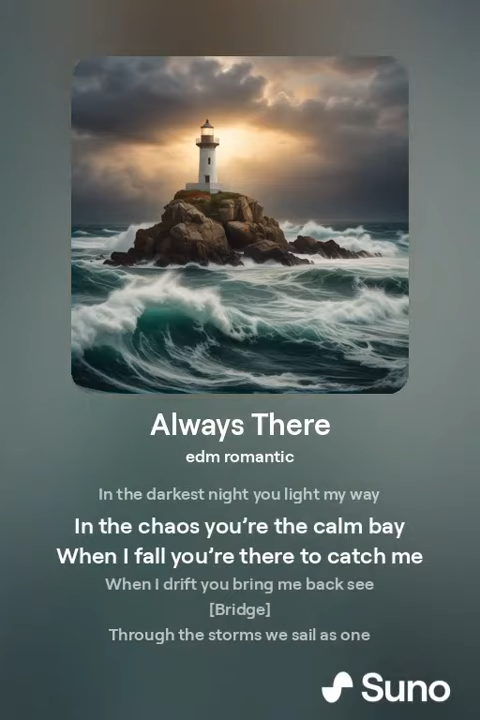 Always There
edm romantic
In the darkest night you light my way
In the chaos you’re the calm bay
When I fall you’re there to catch me
When I drift you bring me back see
[Bridge]
Through the storms we sail as one
Suno